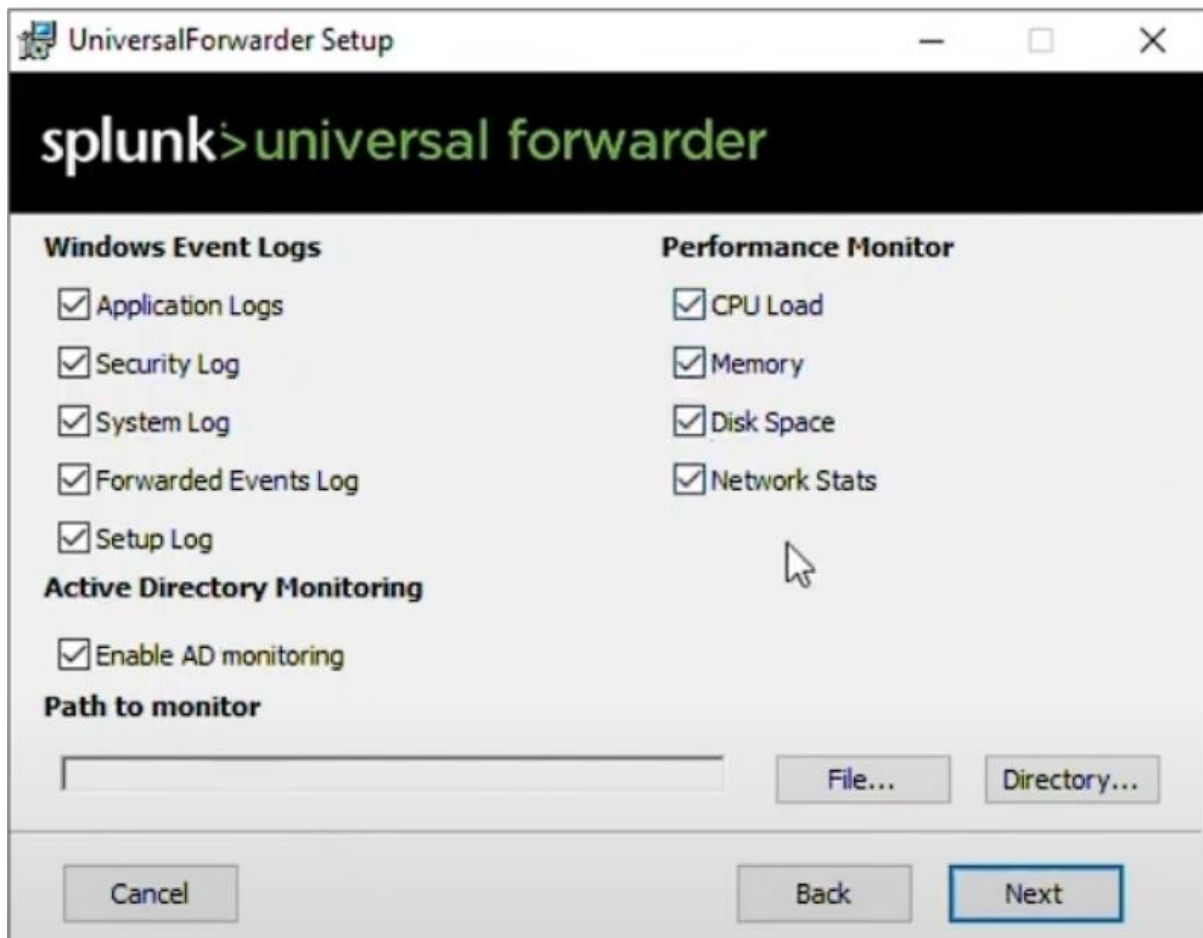 UniversalForwarder Setup
splunk>universal forwarder
Windows Event Logs
Application Logs
Security Log
System Log
Forwarded Events Log
Setup Log
Active Directory Monitoring
Enable AD monitoring
Performance Monitor
CPU Load
Memory
Disk Space
Network Stats
Path to monitor
File...
Directory...
Cancel
Back
Next